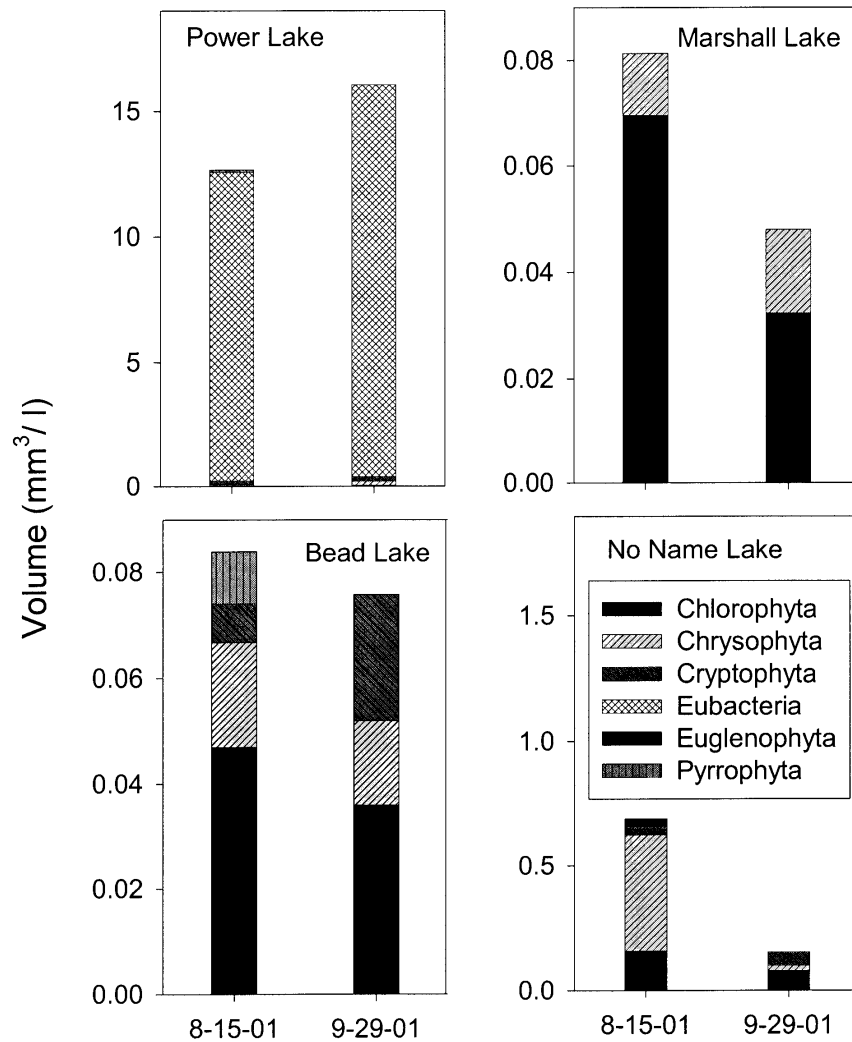 Power Lake
15
10
5
0
Marshall Lake
0.08
0.06
0.04
0.02
0.00
Volume (mm³/ l)
Bead Lake
0.08
0.06
0.04
0.02
0.00
8-15-01
9-29-01
No Name Lake
Chlorophyta
Chrysophyta
Cryptophyta
Eubacteria
Euglenophyta
Pyrrophyta
1.5
1.0
0.5
0.0
8-15-01
9-29-01